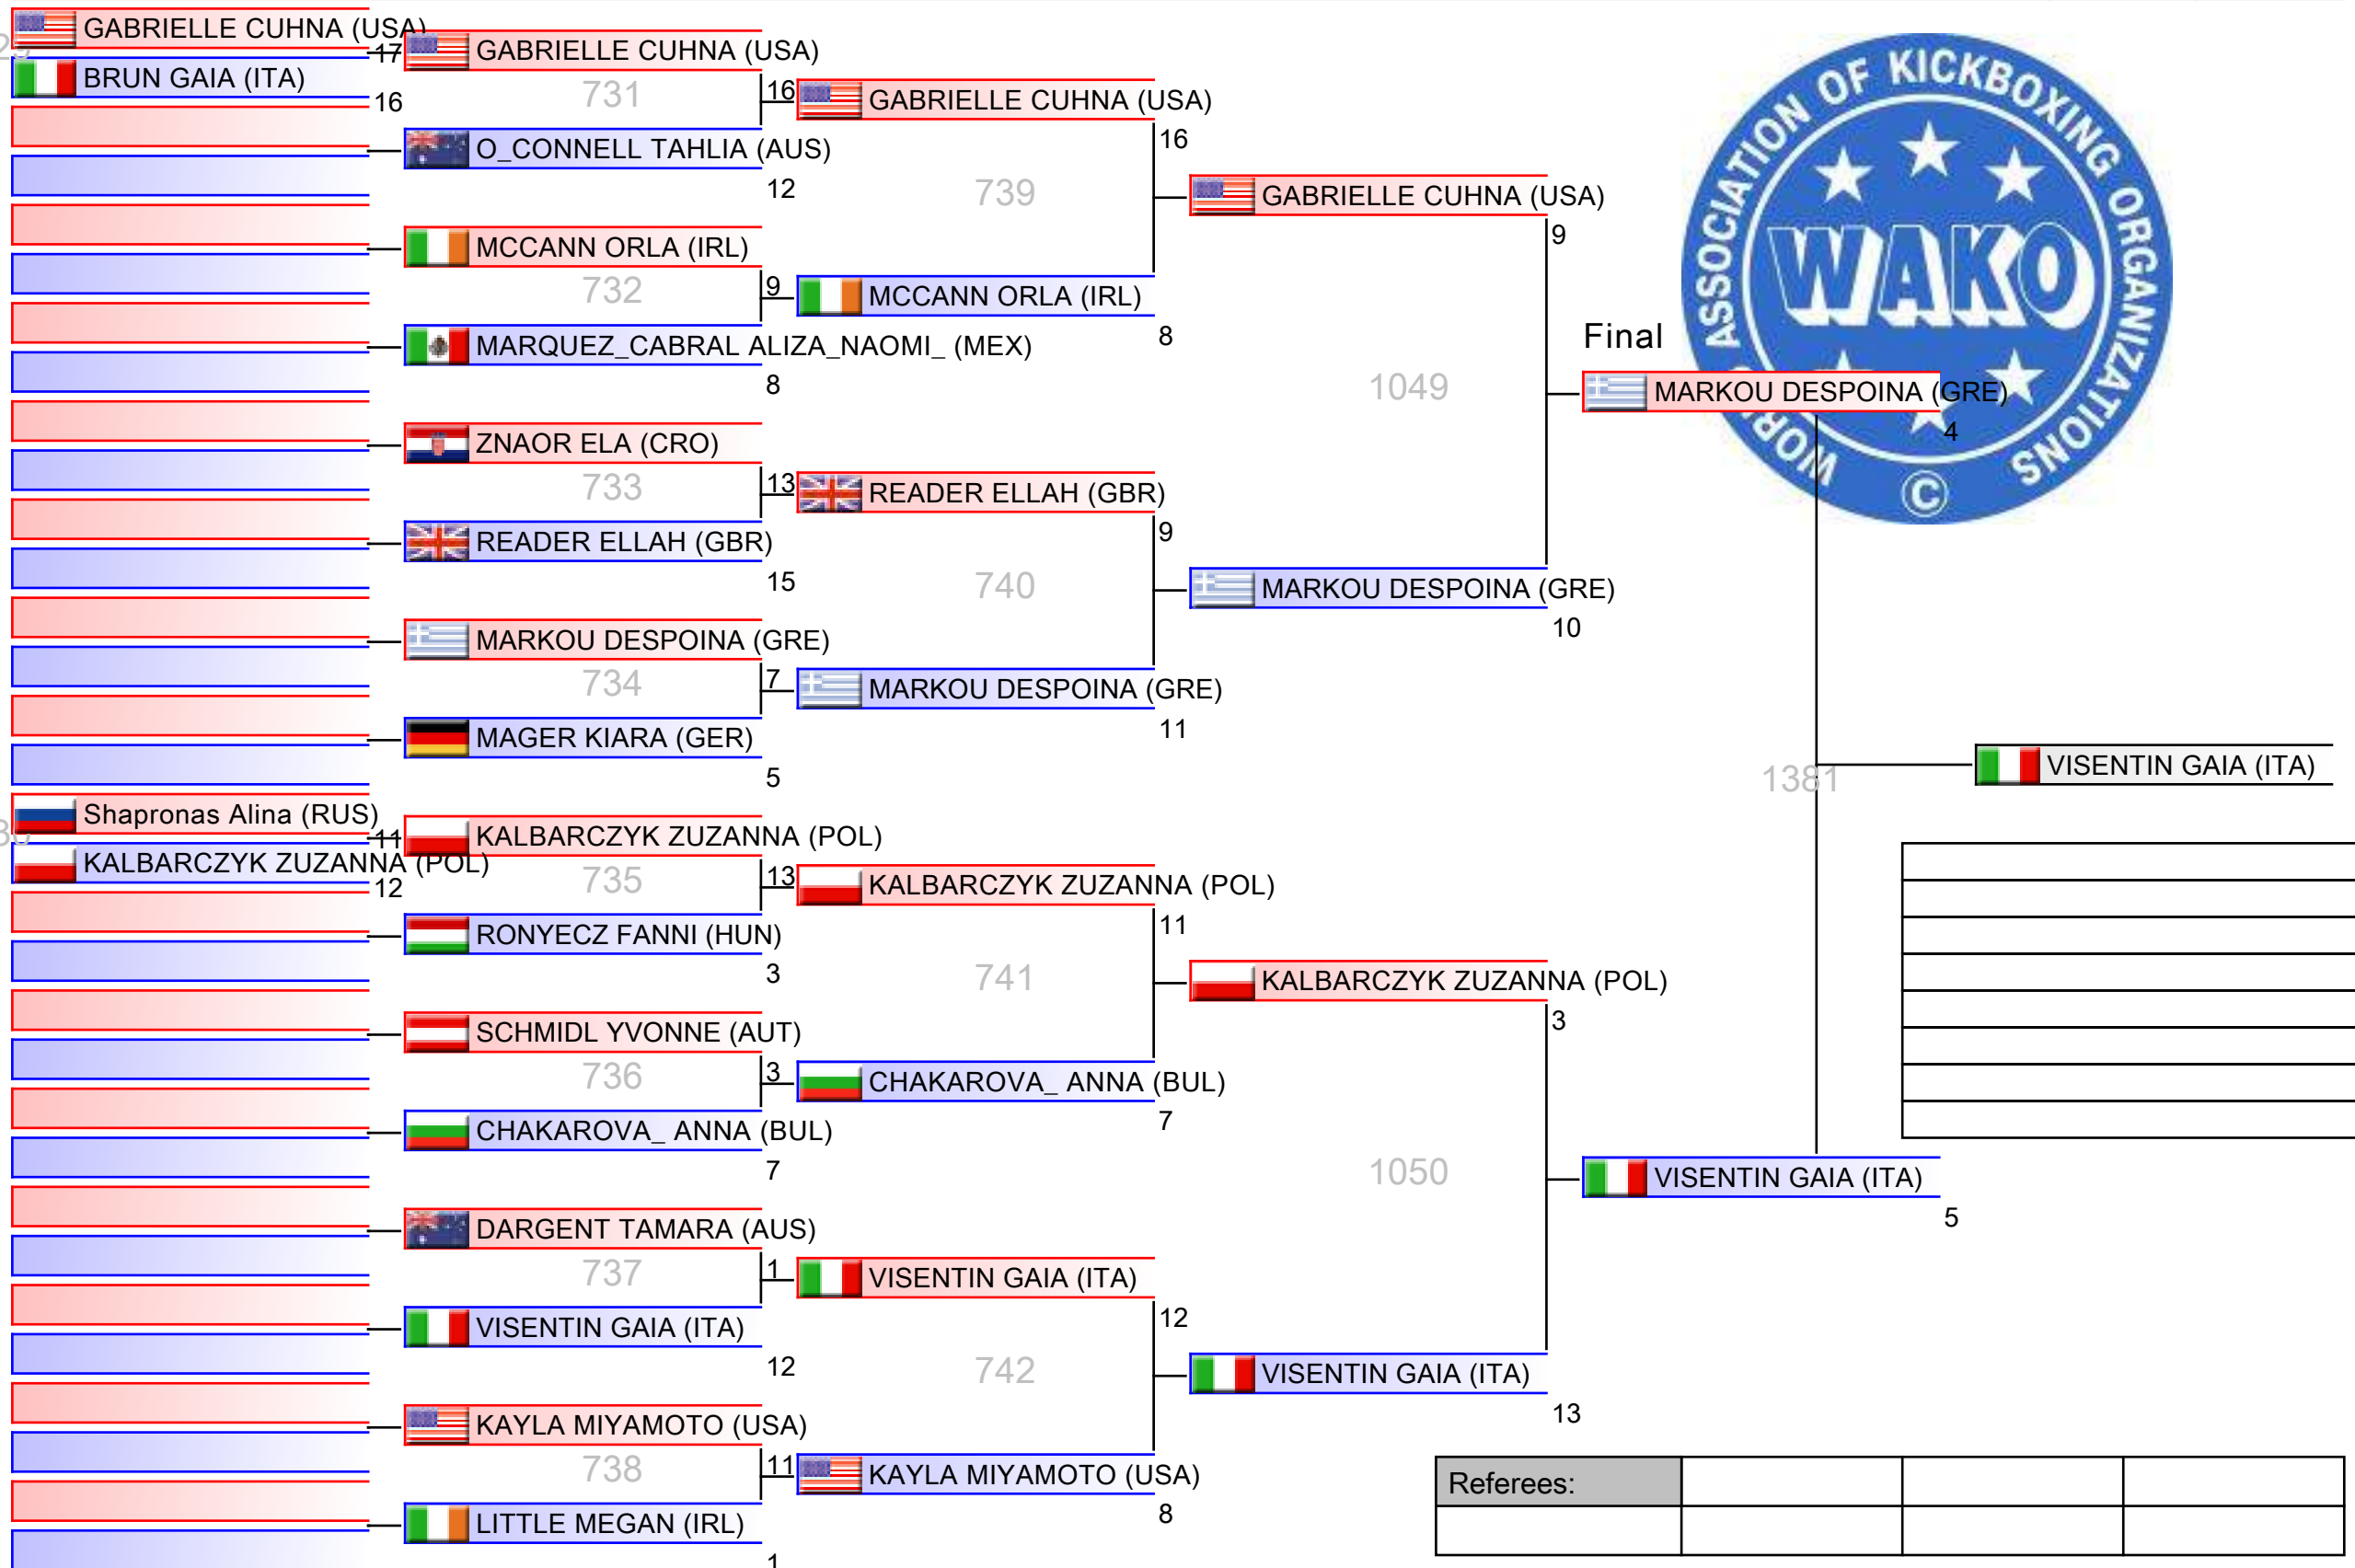 GABRIELLE CUHNA (USA)
17
BRUN GAIA (ITA)
16
Shapronas Alina (RUS)
11
KALBARCZYK ZUZANNA (POL)
12
GABRIELLE CUHNA (USA)
731
16
O_CONNELL TAHLIA (AUS)
12
MCCANN ORLA (IRL)
732
9
MARQUEZ_CABRAL ALIZA_NAOMI_ (MEX)
8
ZNAOR ELA (CRO)
733
13
READER ELLAH (GBR)
15
MARKOU DESPOINA (GRE)
734
7
MAGER KIARA (GER)
5
KALBARCZYK ZUZANNA (POL)
735
13
RONYECZ FANNI (HUN)
3
SCHMIDL YVONNE (AUT)
736
3
CHAKAROVA_ ANNA (BUL)
7
DARGENT TAMARA (AUS)
737
1
VISENTIN GAIA (ITA)
12
KAYLA MIYAMOTO (USA)
738
11
LITTLE MEGAN (IRL)
1
GABRIELLE CUHNA (USA)
16
739
MCCANN ORLA (IRL)
8
READER ELLAH (GBR)
9
740
MARKOU DESPOINA (GRE)
11
KALBARCZYK ZUZANNA (POL)
11
741
CHAKAROVA_ ANNA (BUL)
7
VISENTIN GAIA (ITA)
12
742
KAYLA MIYAMOTO (USA)
8
GABRIELLE CUHNA (USA)
9
1049
MARKOU DESPOINA (GRE)
10
KALBARCZYK ZUZANNA (POL)
3
1050
VISENTIN GAIA (ITA)
13
Final
MARKOU DESPOINA (GRE)
4
1381
VISENTIN GAIA (ITA)
5
VISENTIN GAIA (ITA)
WORLD ASSOCIATION OF KICKBOXING ORGANIZATIONS
WAKO
©
Referees: